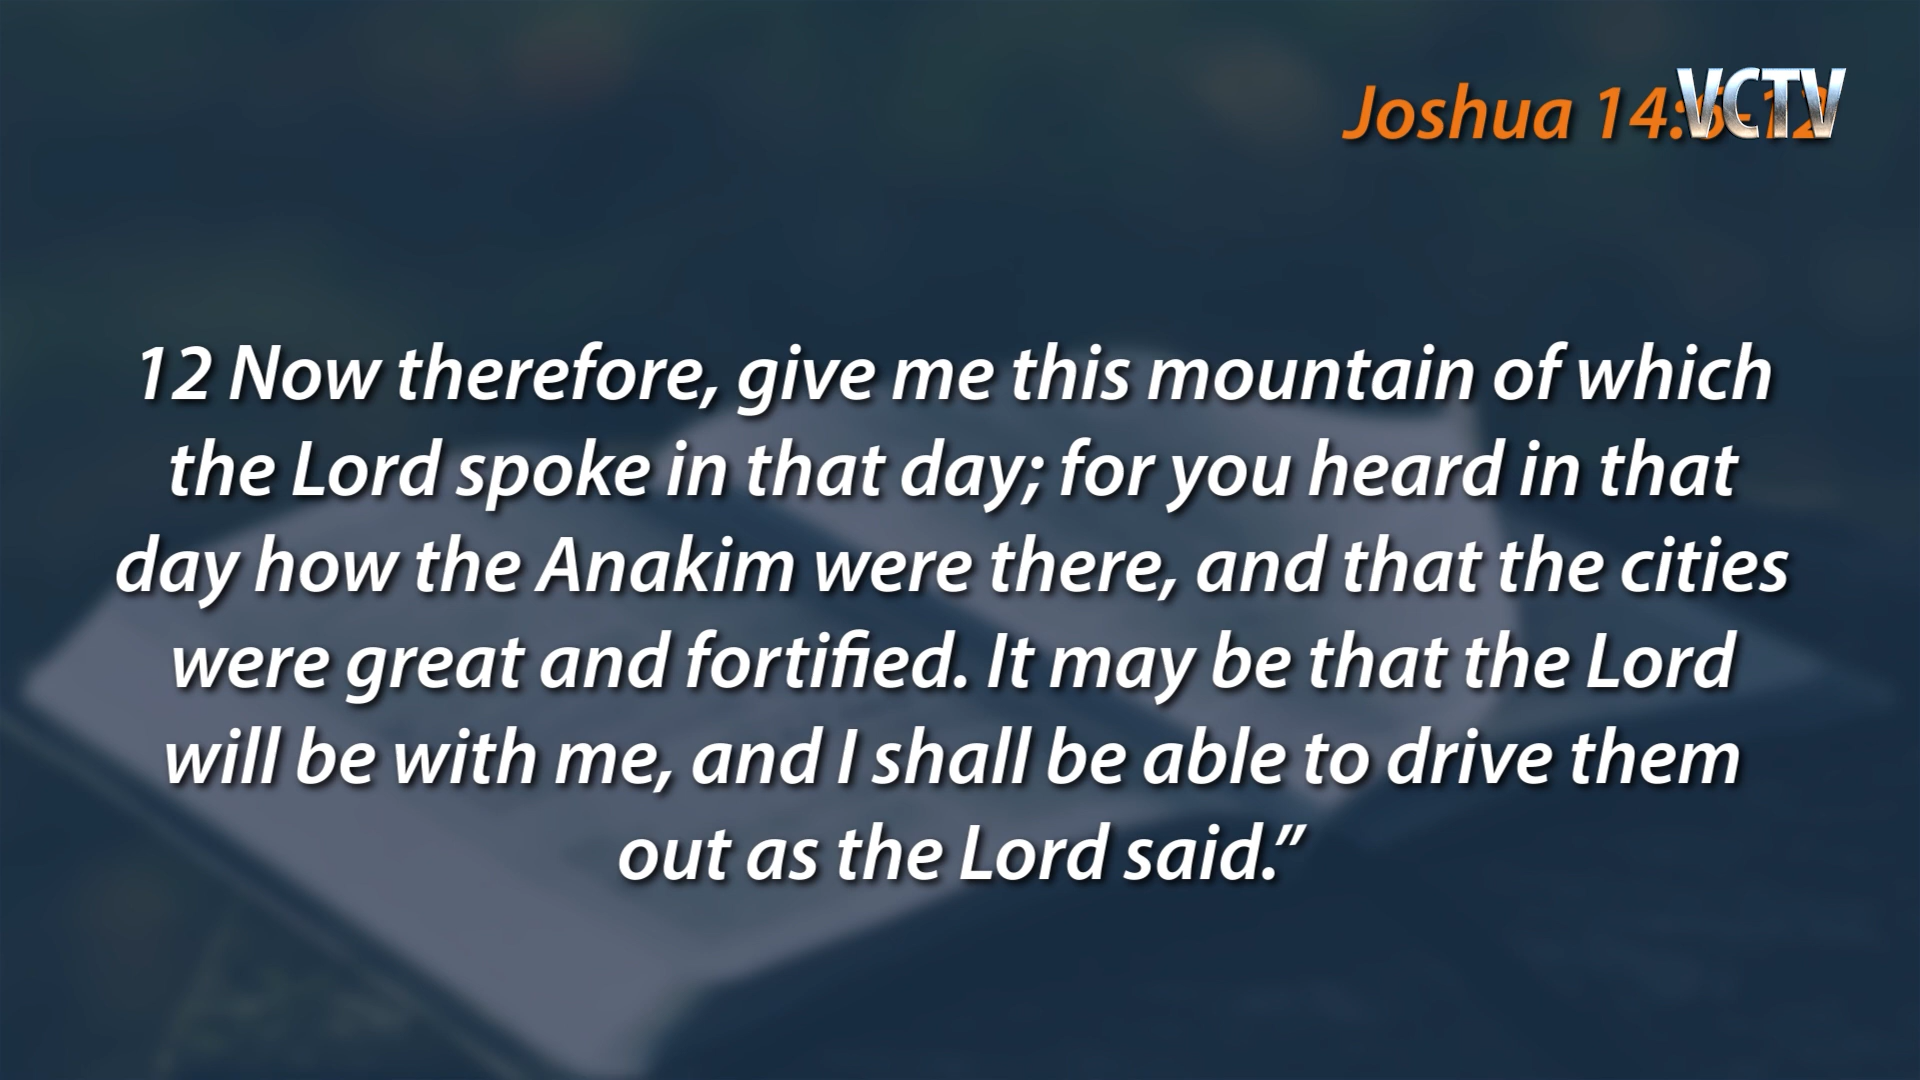 Joshua 14:6-12
VCTV
12 Now therefore, give me this mountain of which
the Lord spoke in that day; for you heard in that
day how the Anakim were there, and that the cities
were great and fortified. It may be that the Lord
will be with me, and I shall be able to drive them
out as the Lord said.”